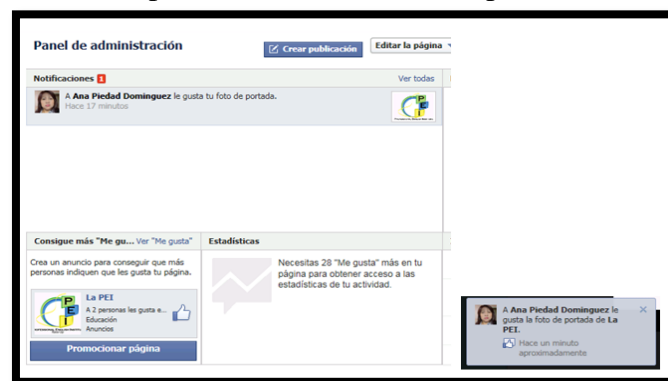 Panel de administración
Crear publicación
Editar la página
Notificaciones 1
Ver todas
A Ana Piedad Dominguez le gusta tu foto de portada.
Hace 17 minutos
PEI
Consigue más "Me gu... Ver "Me gusta"
Crea un anuncio para conseguir que más
personas indiquen que les gusta tu página.
PEI
La PEI
A 2 personas les gusta e...
Educación
Anuncios
Promocionar página
Estadísticas
Necesitas 28 "Me gusta" más en tu
página para obtener acceso a las
estadísticas de tu actividad.
A Ana Piedad Dominguez le
gusta la foto de portada de La
PEI.
Hace un minuto
aproximadamente